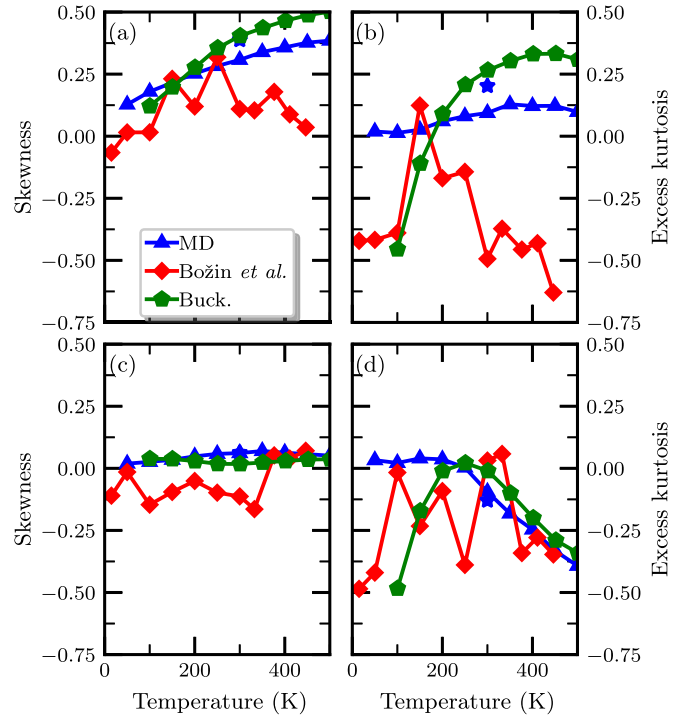 0.50
0.25
0.00
−0.25
−0.50
−0.75
Skewness
(a)
MD
Božin et al.
Buck.
(b)
0.50
0.25
0.00
−0.25
−0.50
−0.75
Excess kurtosis
0.50
0.25
0.00
−0.25
−0.50
−0.75
Skewness
(c)
0
200
400
Temperature (K)
(d)
0.50
0.25
0.00
−0.25
−0.50
−0.75
Excess kurtosis
0
200
400
Temperature (K)